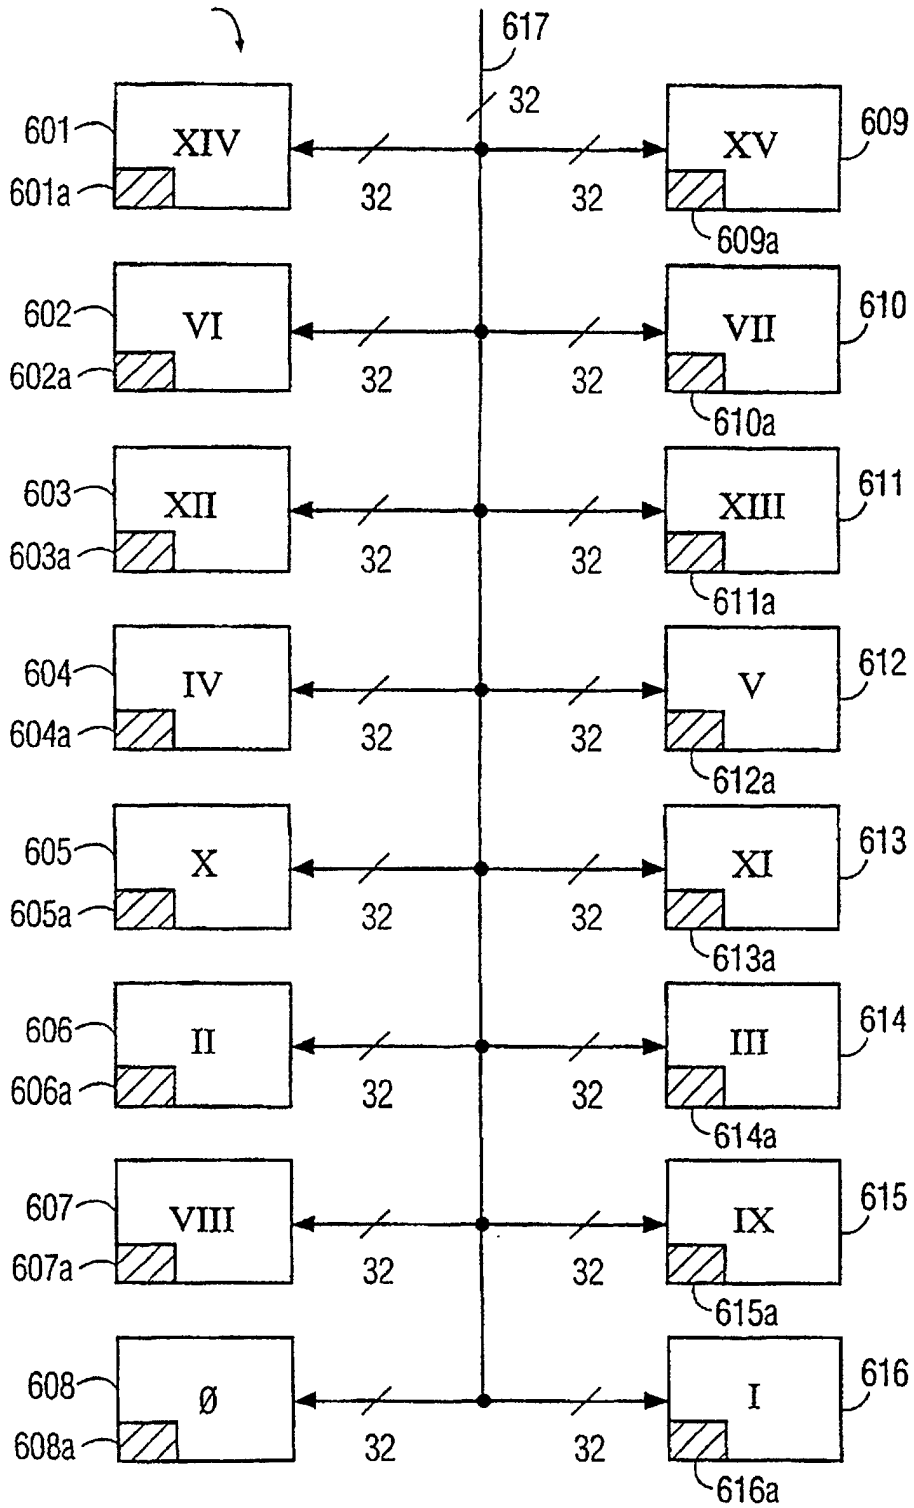 617
32
601 XIV XV 609
601a 32 32 609a
602 VI VII 610
602a 32 32 610a
603 XII XIII 611
603a 32 32 611a
604 IV V 612
604a 32 32 612a
605 X XI 613
605a 32 32 613a
606 II III 614
606a 32 32 614a
607 VIII IX 615
607a 32 32 615a
608 Ø I 616
608a 32 32 616a